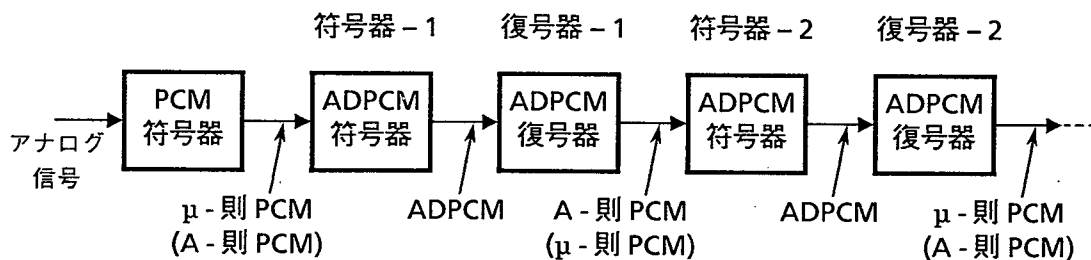 符号器 – 1
復号器 – 1
符号器 – 2
復号器 – 2
PCM
符号器
ADPCM
符号器
ADPCM
復号器
ADPCM
符号器
ADPCM
復号器
アナログ
信号
μ - 則 PCM
(A - 則 PCM)
ADPCM
A - 則 PCM
(μ - 則 PCM)
ADPCM
μ - 則 PCM
(A - 則 PCM)